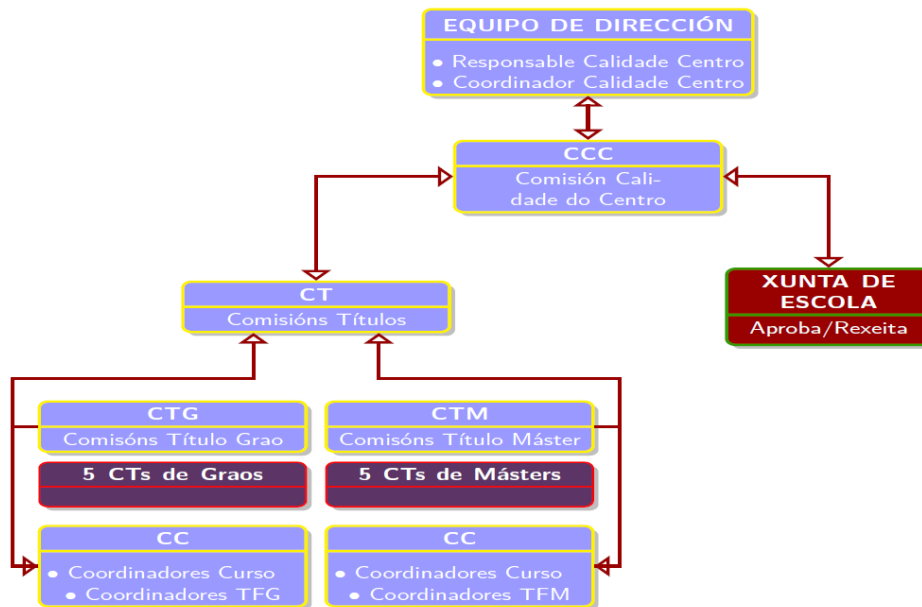 EQUIPO DE DIRECCIÓN
• Responsable Calidade Centro
• Coordinador Calidade Centro
CCC
Comisión Cali-
dade do Centro
XUNTA DE
ESCOLA
Aproba/Rexeita
CT
Comisións Títulos
CTG
Comisóns Título Grao
5 CTs de Graos
CTM
Comisóns Título Máster
5 CTs de Másters
CC
• Coordinadores Curso
• Coordinadores TFG
CC
• Coordinadores Curso
• Coordinadores TFM